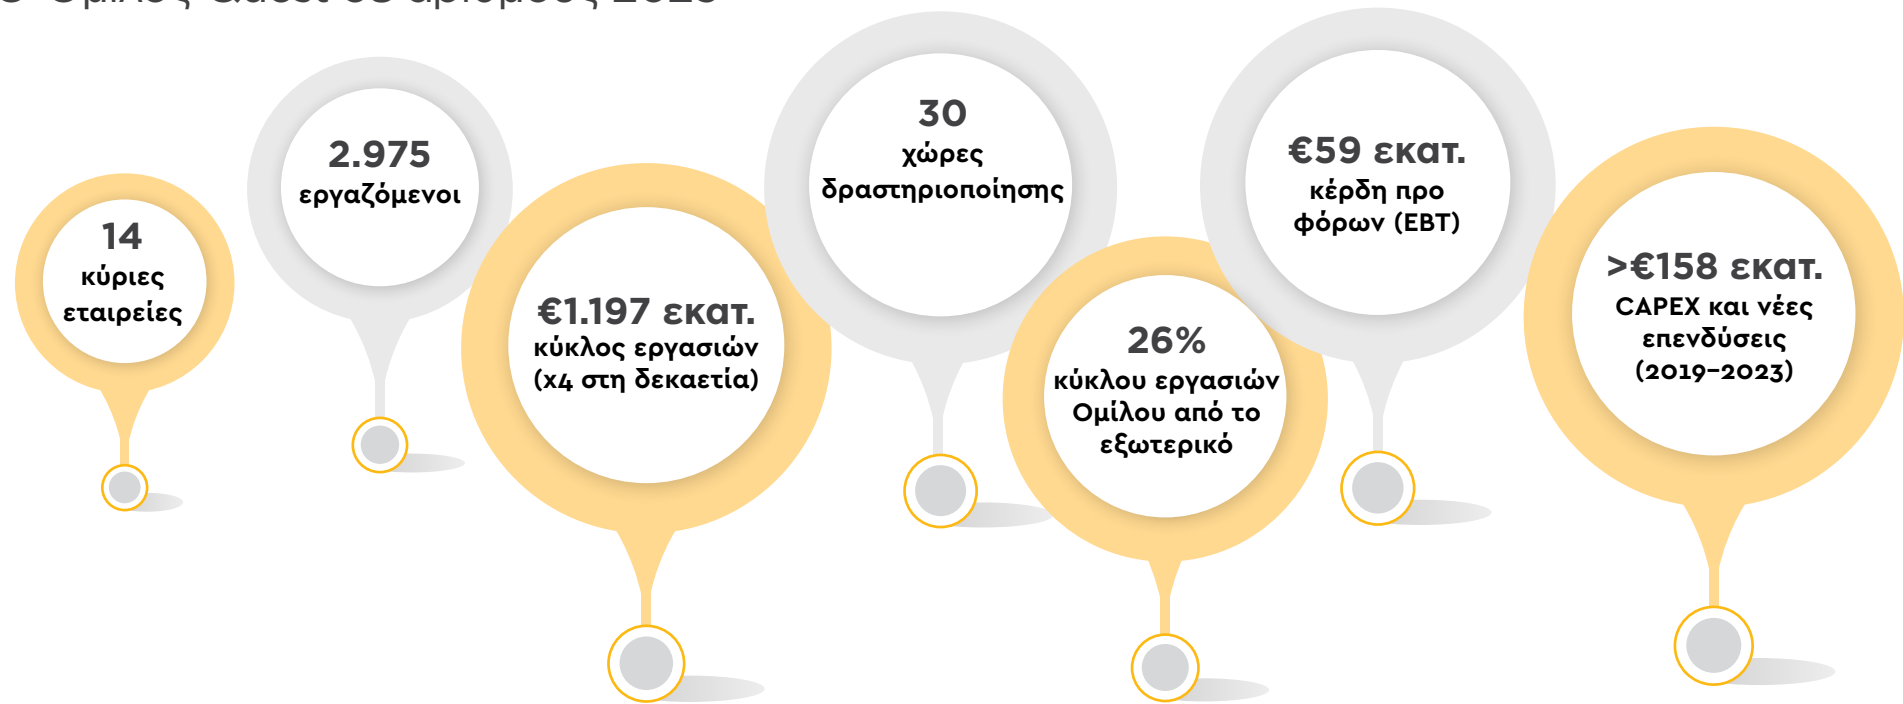 14
κύριες
εταιρείες
2.975
εργαζόμενοι
€1.197 εκατ.
κύκλος εργασιών
(x4 στη δεκαετία)
30
χώρες
δραστηριοποίησης
26%
κύκλου εργασιών
Ομίλου από το
εξωτερικό
€59 εκατ.
κέρδη προ
φόρων (EBT)
>€158 εκατ.
CAPEX και νέες
επενδύσεις
(2019–2023)